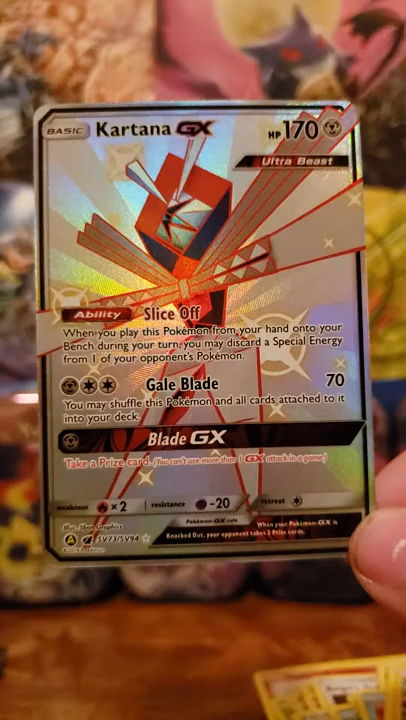 BASIC Kartana GX HP 170
Ultra Beast
Ability Slice Off
When you play this Pokémon from your hand onto your
Bench during your turn, you may discard a Special Energy
from 1 of your opponent's Pokémon.
Gale Blade 70
You may shuffle this Pokémon and all cards attached to it
into your deck.
Blade GX
Take a Prize card. (You can't use more than 1 GX attack in a game.)
weakness ×2 resistance -20 retreat
Illus. 5ban Graphics
Pokémon-GX rule When your Pokémon-GX is
Knocked Out, your opponent takes 2 Prize cards.
A SV73/SV94